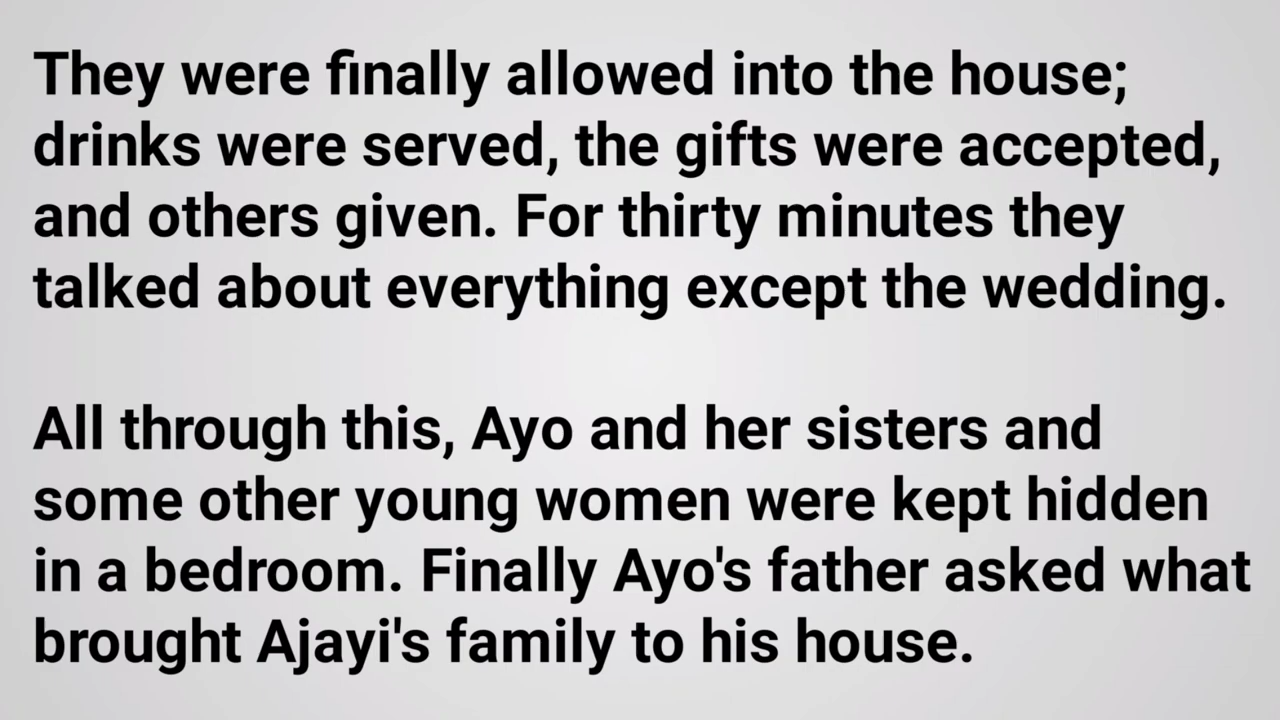 They were finally allowed into the house;
drinks were served, the gifts were accepted,
and others given. For thirty minutes they
talked about everything except the wedding.
All through this, Ayo and her sisters and
some other young women were kept hidden
in a bedroom. Finally Ayo's father asked what
brought Ajayi's family to his house.